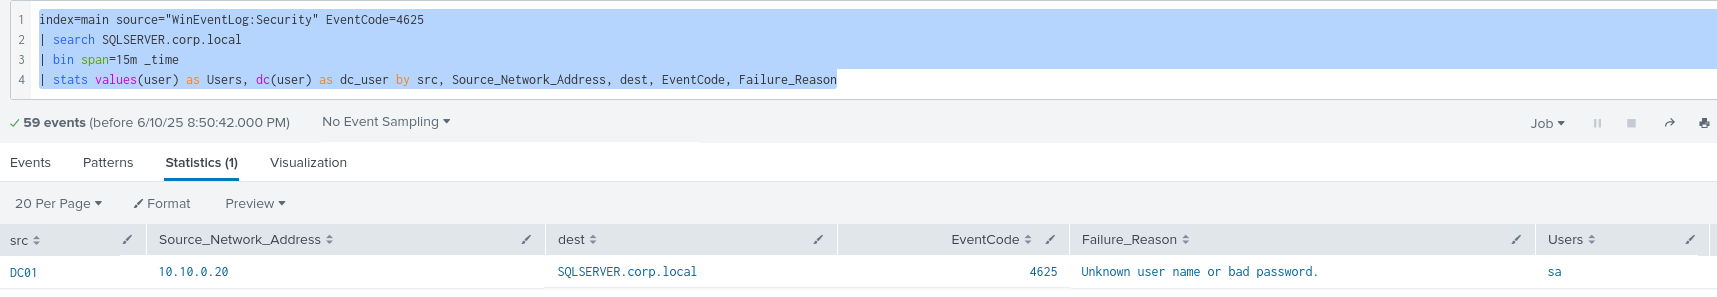 1 index=main source="WinEventLog:Security" EventCode=4625
2 | search SQLSERVER.corp.local
3 | bin span=15m _time
4 | stats values(user) as Users, dc(user) as dc_user by src, Source_Network_Address, dest, EventCode, Failure_Reason
✓ 59 events (before 6/10/25 8:50:42.000 PM) No Event Sampling Job
Events Patterns Statistics (1) Visualization
20 Per Page Format Preview
src Source_Network_Address dest EventCode Failure_Reason Users
DC01 10.10.0.20 SQLSERVER.corp.local 4625 Unknown user name or bad password. sa